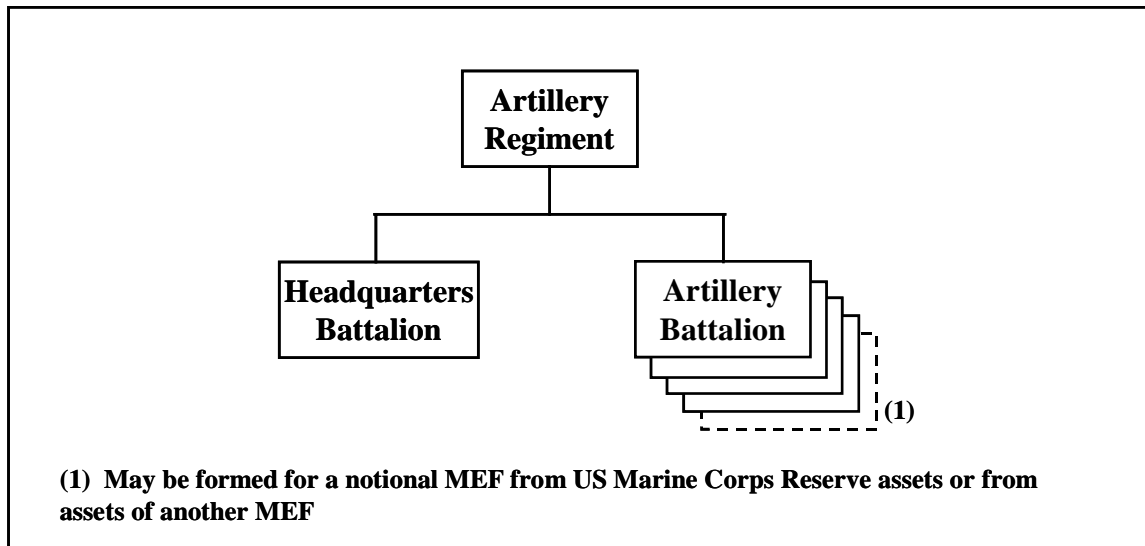 Artillery
Regiment
Headquarters
Battalion
Artillery
Battalion
(1)
(1) May be formed for a notional MEF from US Marine Corps Reserve assets or from
assets of another MEF